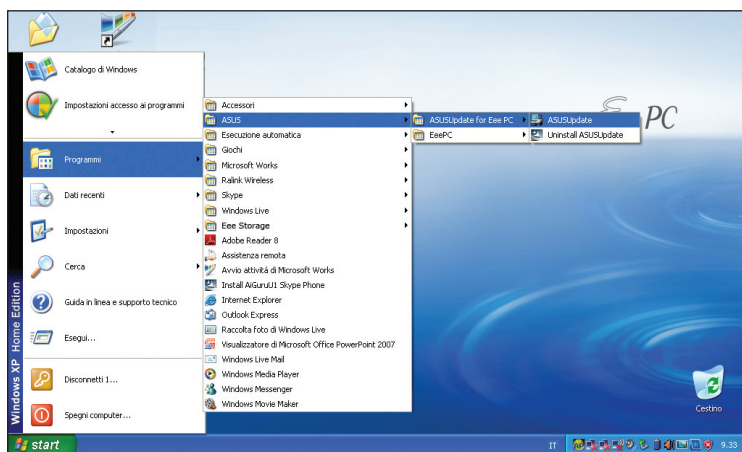 Catalogo di Windows
Impostazioni accesso ai programmi
Programmi
Dati recenti
Impostazioni
Cerca
Guida in linea e supporto tecnico
Esegui...
Disconnetti 1...
Spegni computer...
Windows XP Home Edition
Accessori
ASUS
Esecuzione automatica
Giochi
Microsoft Works
Ralink Wireless
Skype
Windows Live
Eee Storage
Adobe Reader 8
Assistenza remota
Avvio attività di Microsoft Works
Install AiGuruU1 Skype Phone
Internet Explorer
Outlook Express
Raccolta foto di Windows Live
Visualizzatore di Microsoft Office PowerPoint 2007
Windows Live Mail
Windows Media Player
Windows Messenger
Windows Movie Maker
ASUSUpdate for Eee PC
EeePC
ASUSUpdate
Uninstall ASUSUpdate
PC
Cestino
start
IT
9.33